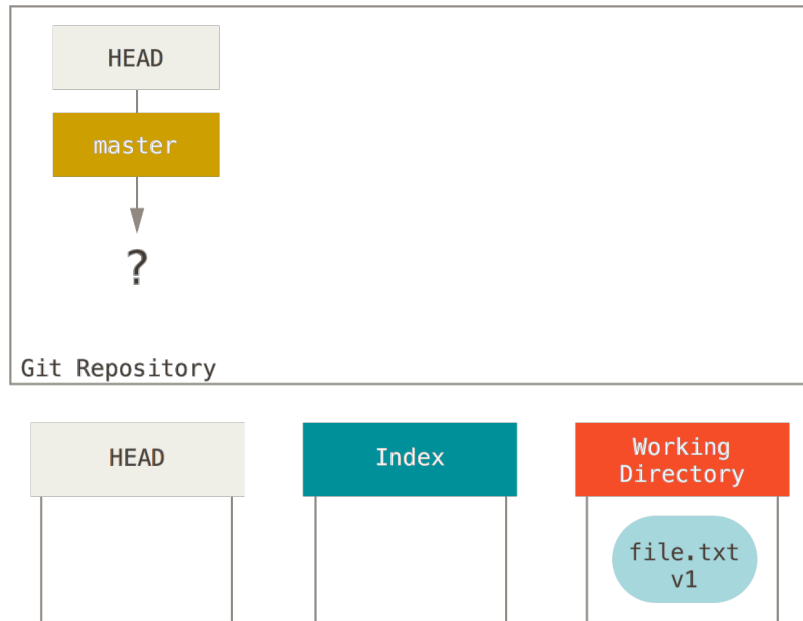 HEAD
master
?
Git Repository
HEAD
Index
Working
Directory
file.txt
v1